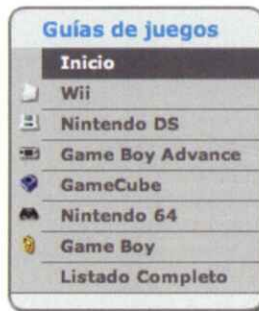 Guías de juegos
Inicio
Wii
Nintendo DS
Game Boy Advance
GameCube
Nintendo 64
Game Boy
Listado Completo